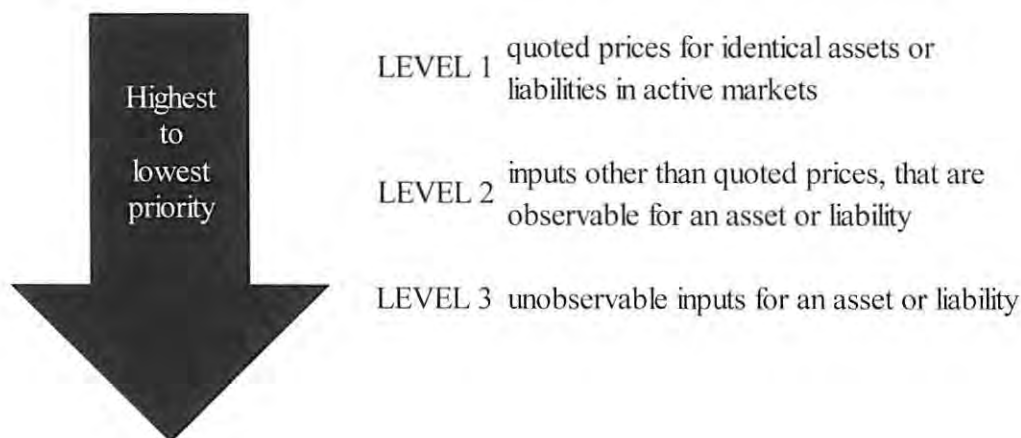 Highest
to
lowest
priority
LEVEL 1 quoted prices for identical assets or
liabilities in active markets
LEVEL 2 inputs other than quoted prices, that are
observable for an asset or liability
LEVEL 3 unobservable inputs for an asset or liability